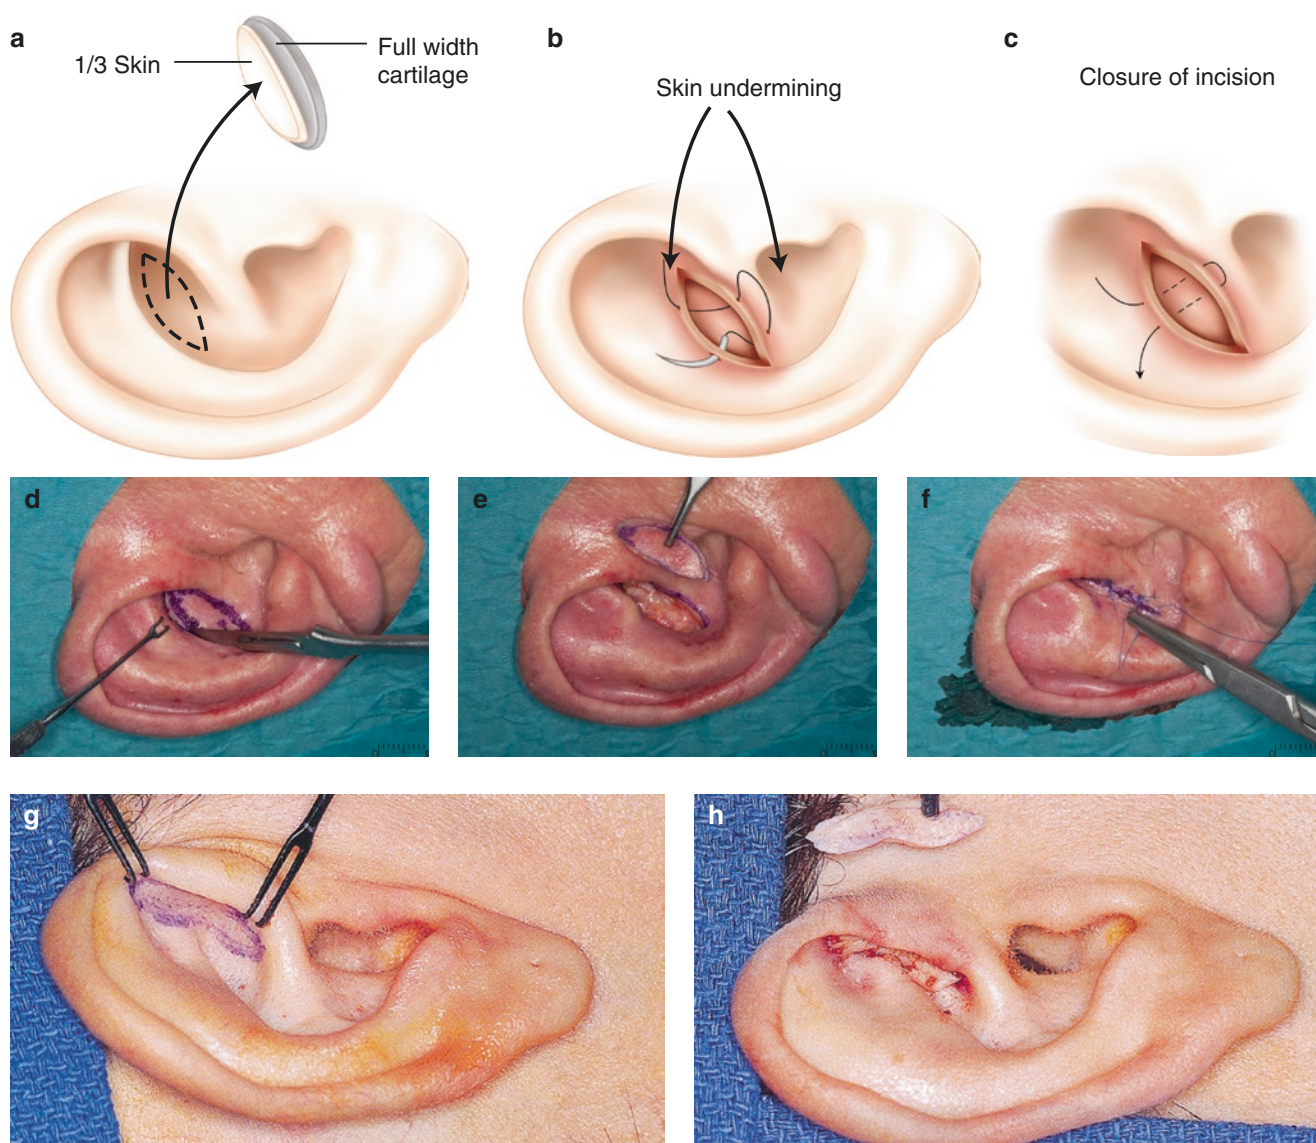 a
1/3 Skin
Full width
cartilage
b
Skin undermining
c
Closure of incision
d
e
f
g
h